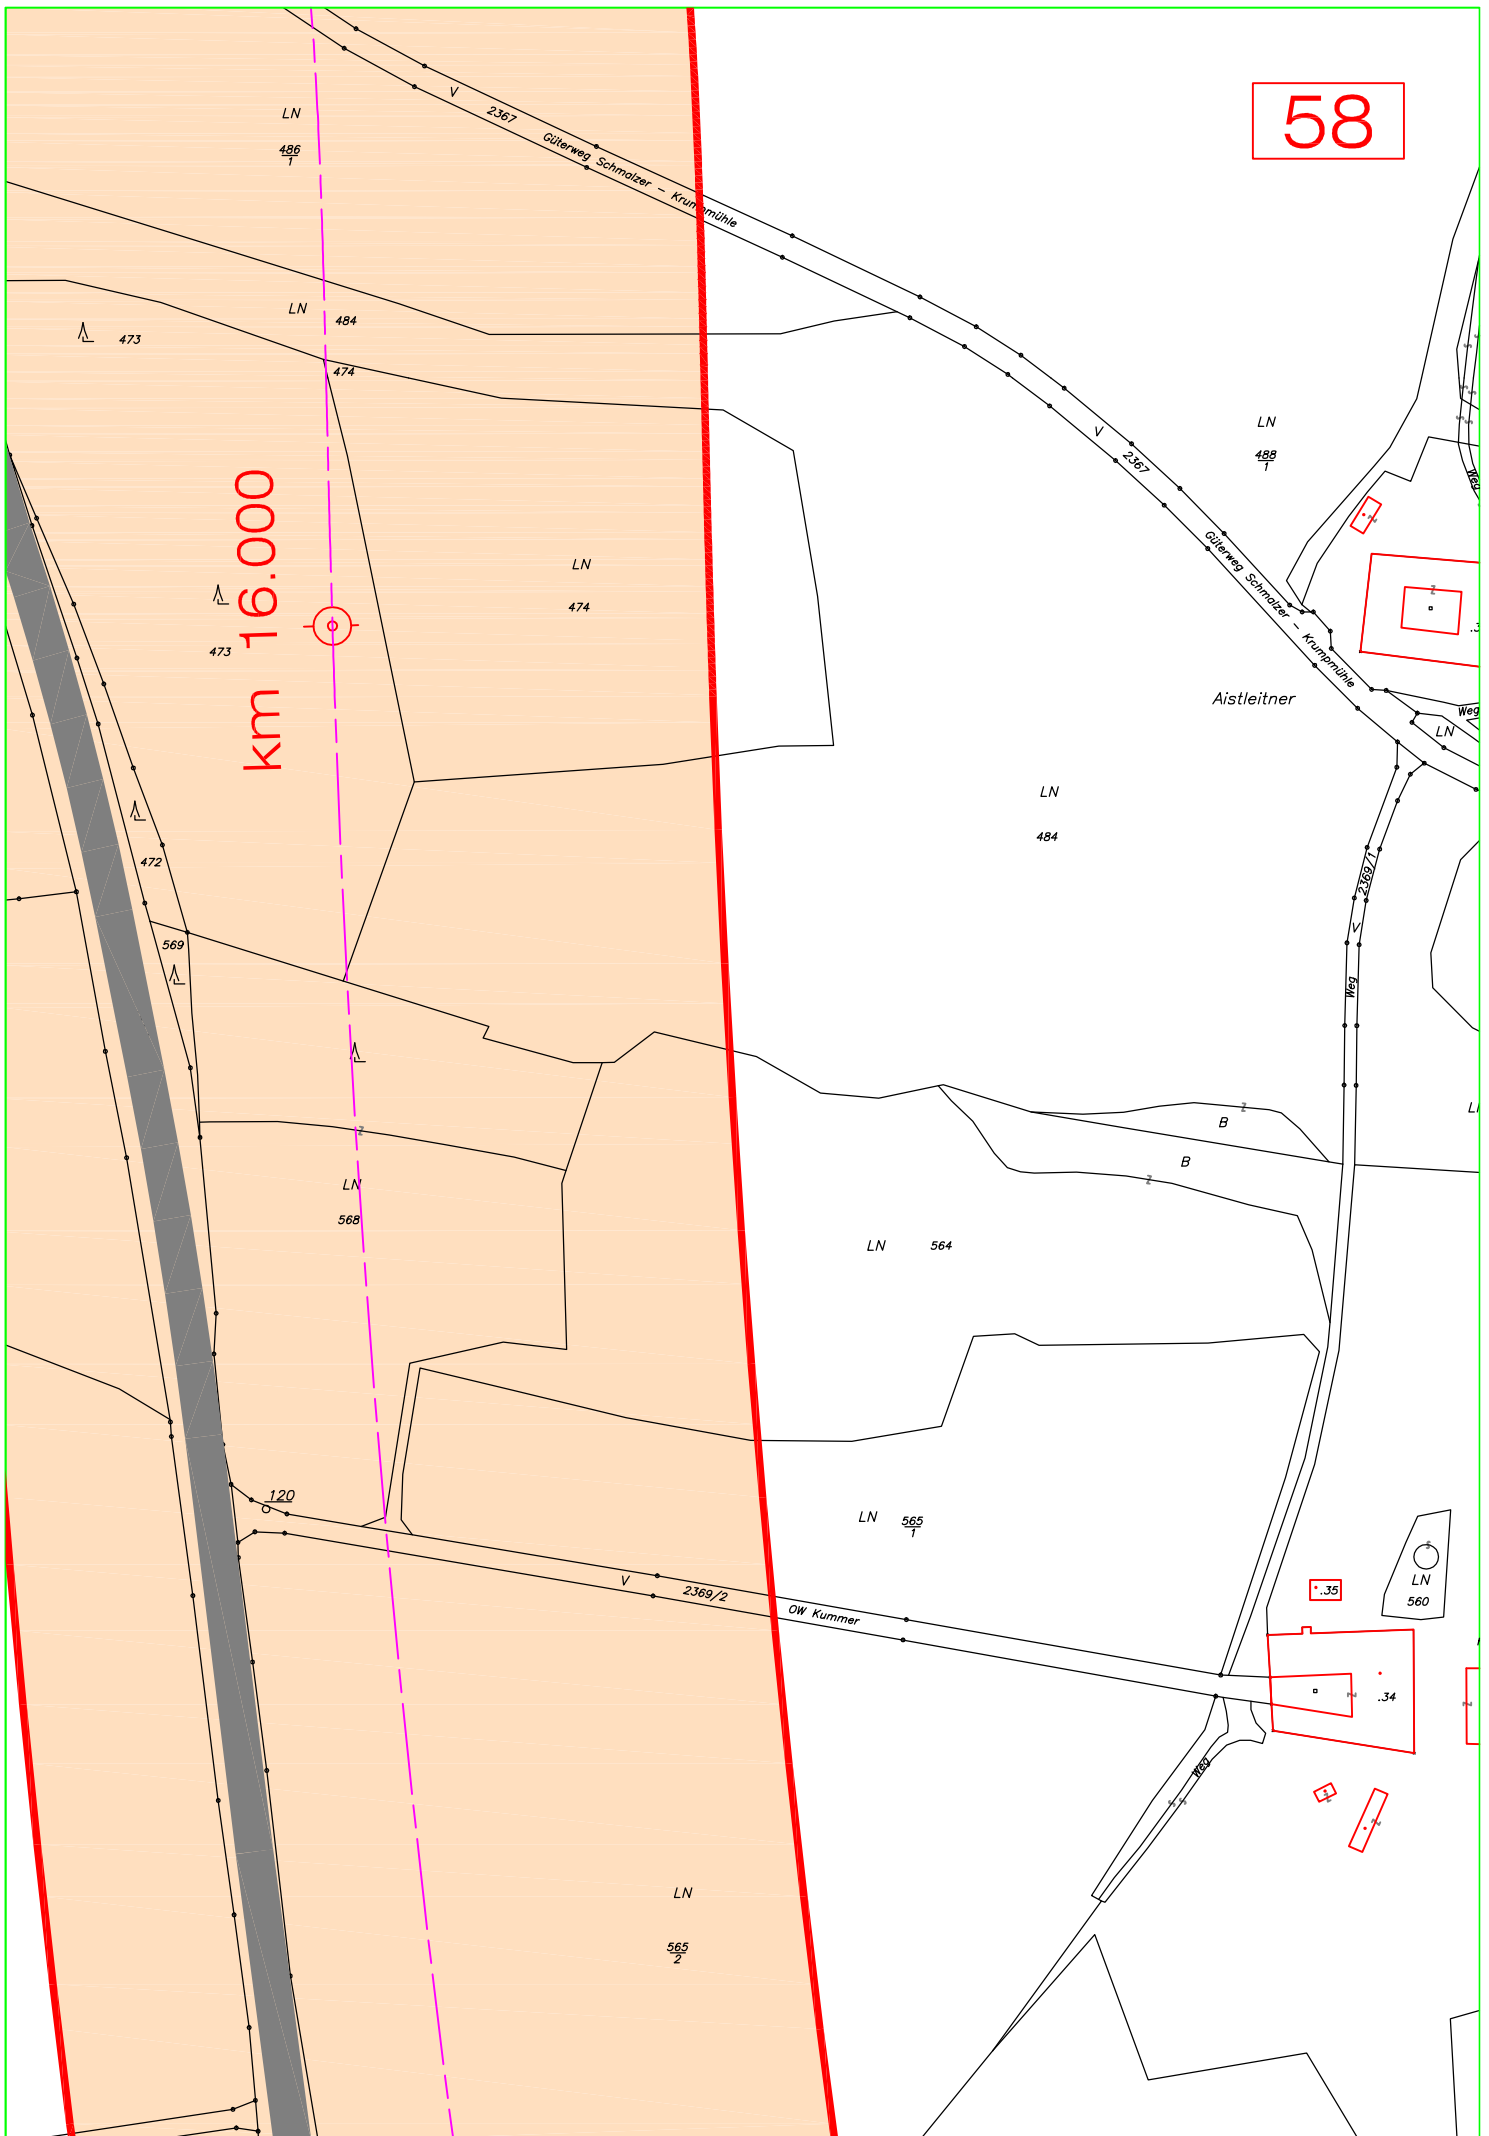 58
V
2367
Güterweg Schmalzer – Krumpmühle
LN
486
1
LN
484
473
474
LN
488
1
V
2367
Weg
z
km 16.000
LN
474
473
Güterweg Schmalzer – Krumpmühle
z
Aistleitner
Weg
LN
LN
484
472
2369/1
569
V
Weg
z
LN
568
z
B
B
z
LN 564
120
LN 565
1
V
2369/2
OW Kummer
.35
s
LN
560
.34
z
z
Weg
s s
z
z
LN
565
2